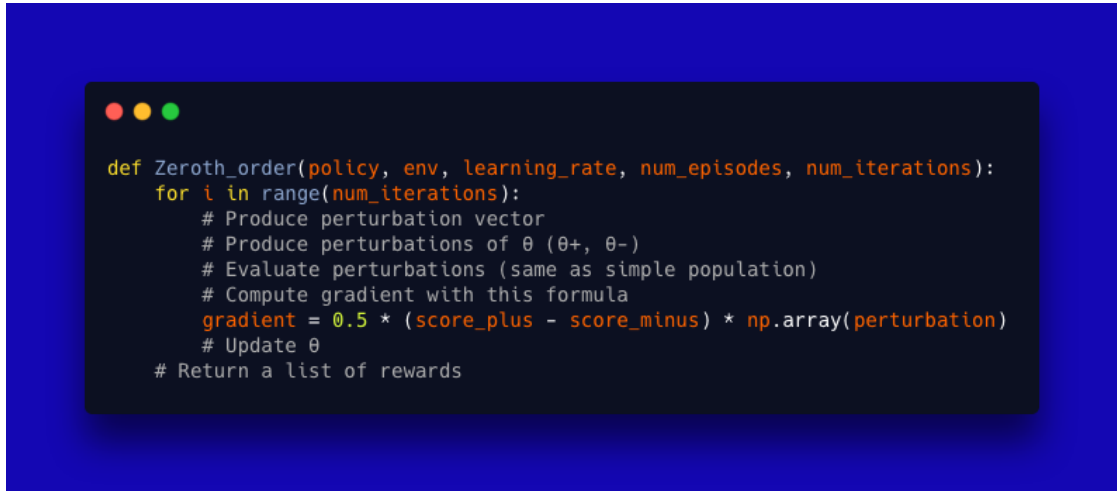 def Zeroth_order(policy, env, learning_rate, num_episodes, num_iterations):
    for i in range(num_iterations):
        # Produce perturbation vector
        # Produce perturbations of θ (θ+, θ-)
        # Evaluate perturbations (same as simple population)
        # Compute gradient with this formula
        gradient = 0.5 * (score_plus - score_minus) * np.array(perturbation)
        # Update θ
    # Return a list of rewards